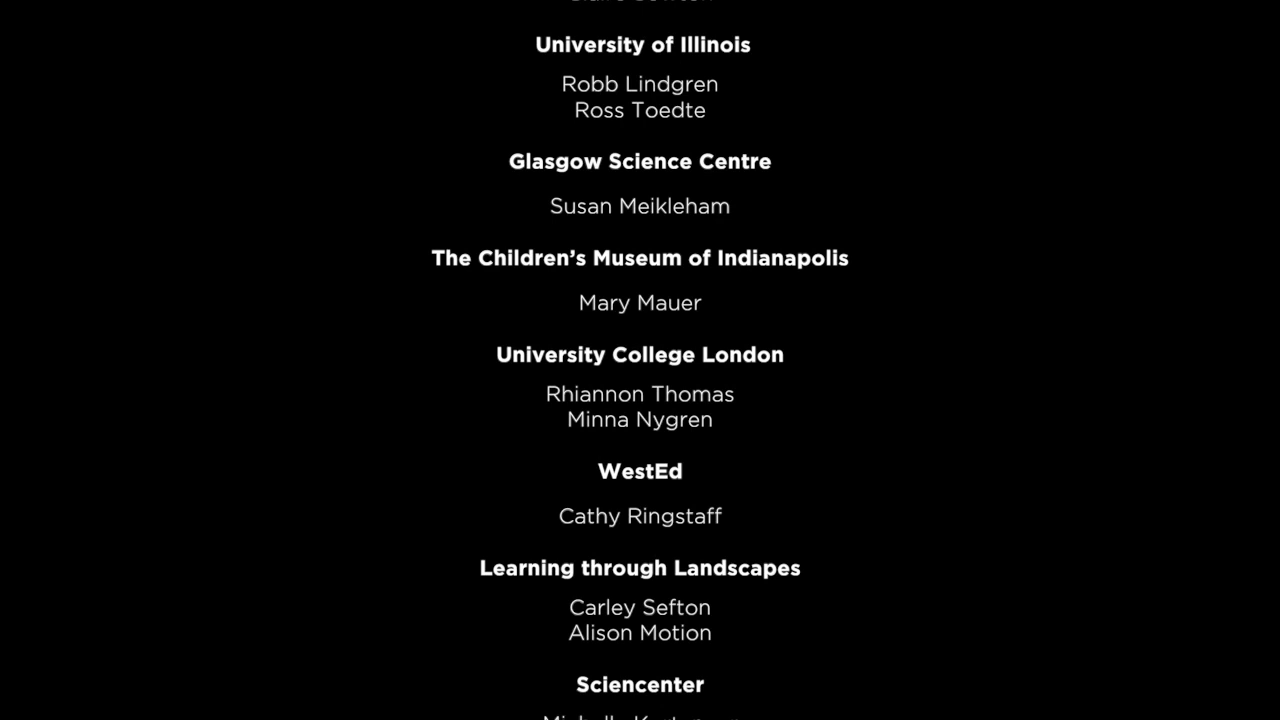 University of Illinois
Robb Lindgren
Ross Toedte
Glasgow Science Centre
Susan Meikleham
The Children’s Museum of Indianapolis
Mary Mauer
University College London
Rhiannon Thomas
Minna Nygren
WestEd
Cathy Ringstaff
Learning through Landscapes
Carley Sefton
Alison Motion
Sciencenter